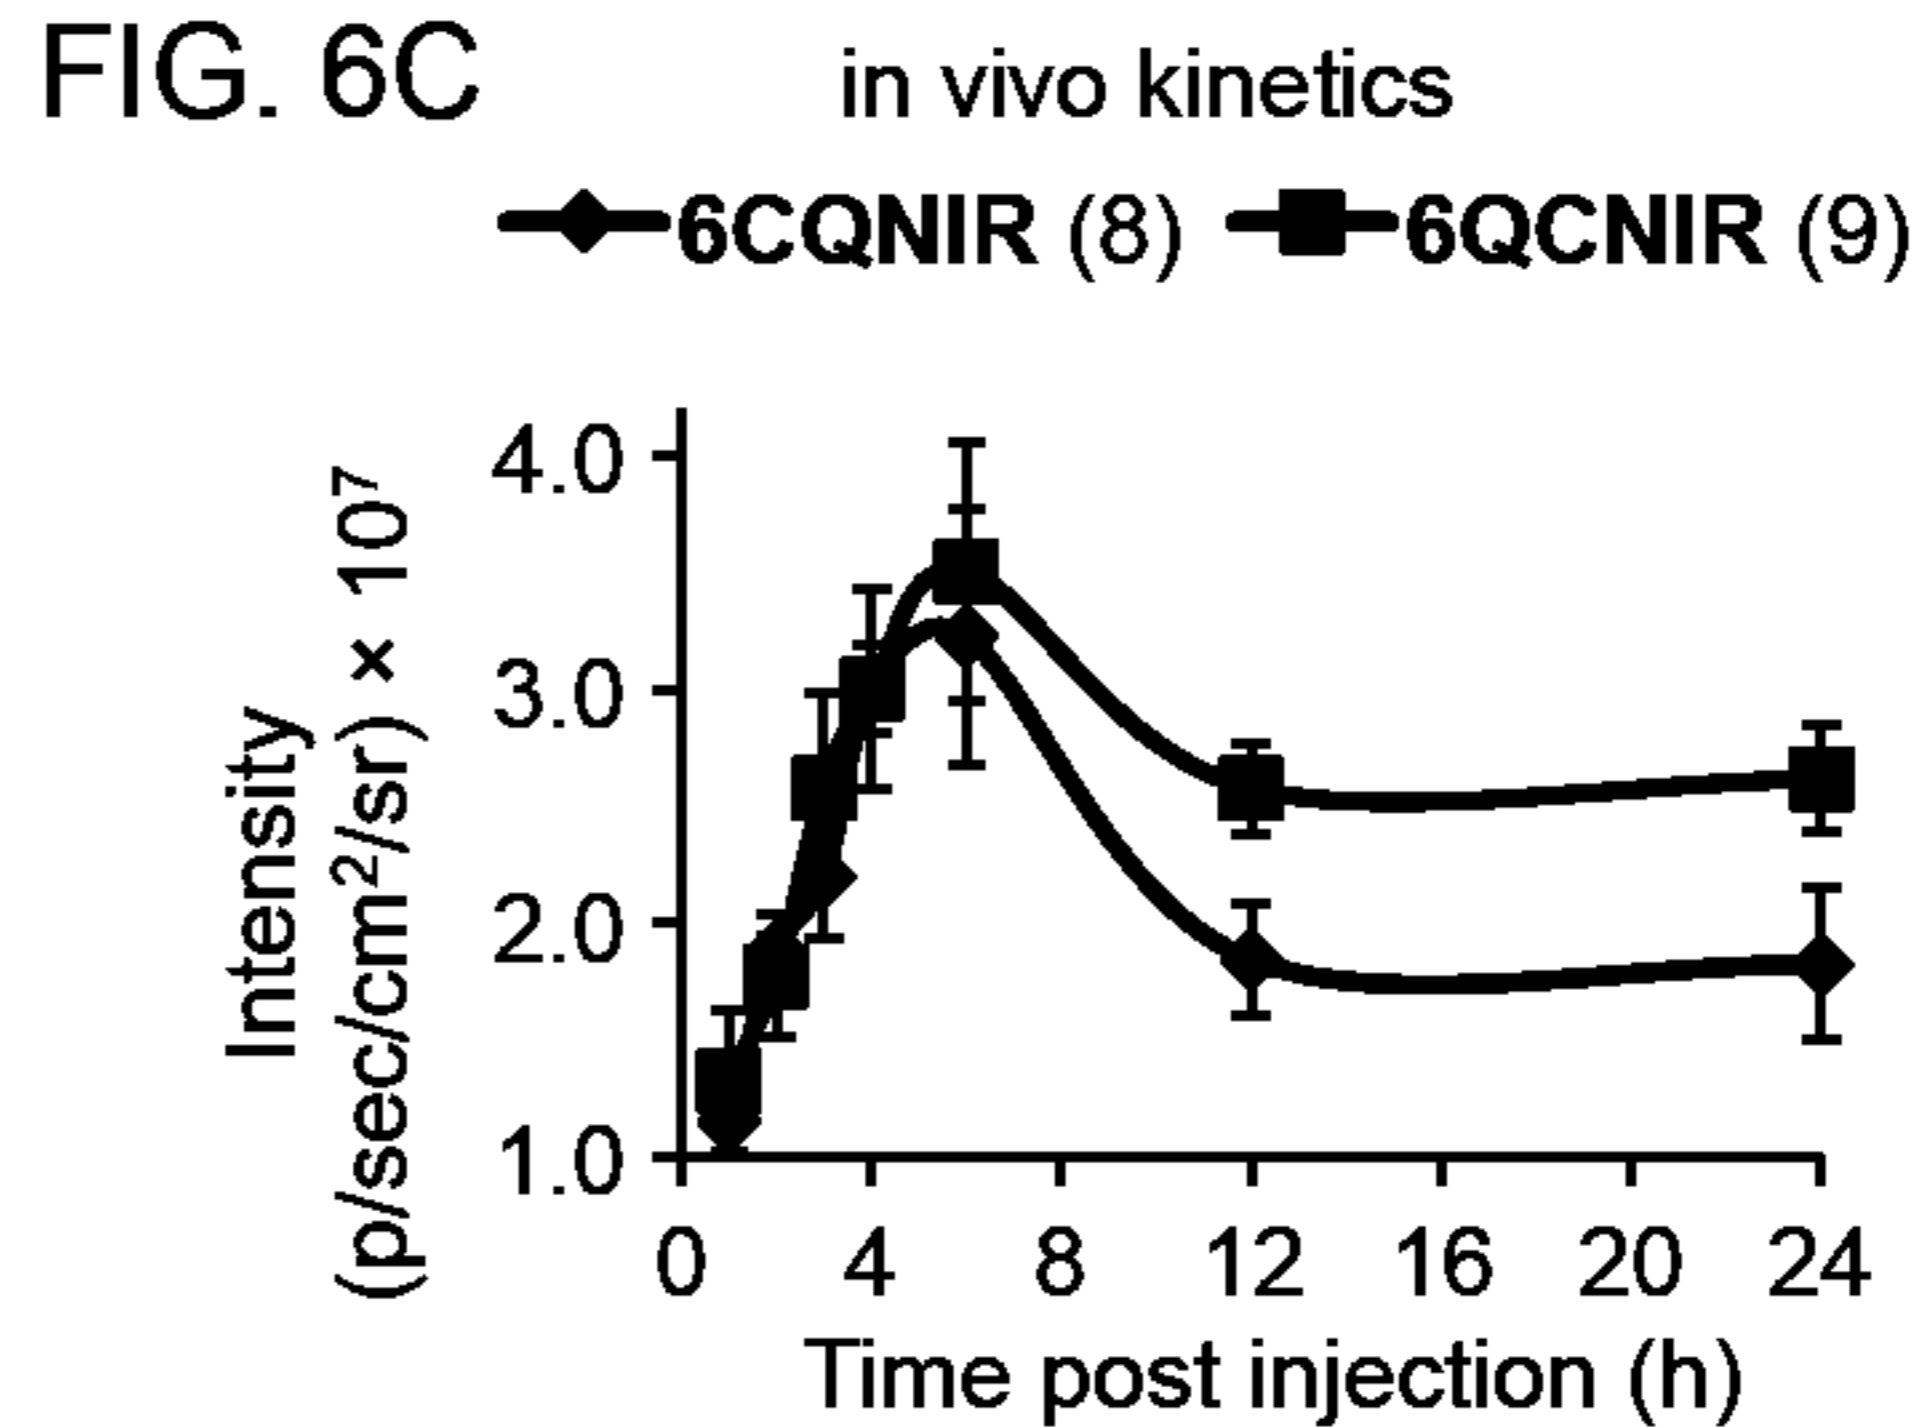 FIG. 6C
in vivo kinetics
6CQNIR (8) 6QCNIR (9)
Intensity
(p/sec/cm²/sr) × 10⁷
4.0
3.0
2.0
1.0
0 4 8 12 16 20 24
Time post injection (h)